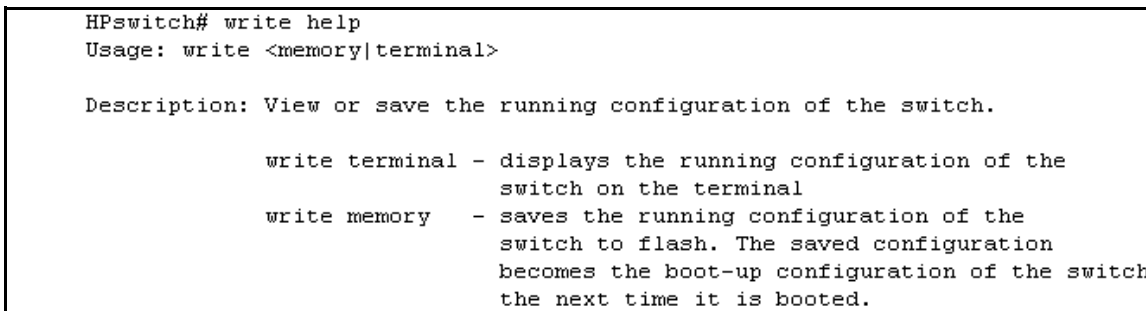 HPswitch# write help
Usage: write <memory|terminal>
Description: View or save the running configuration of the switch.
write terminal - displays the running configuration of the
switch on the terminal
write memory - saves the running configuration of the
switch to flash. The saved configuration
becomes the boot-up configuration of the switch
the next time it is booted.